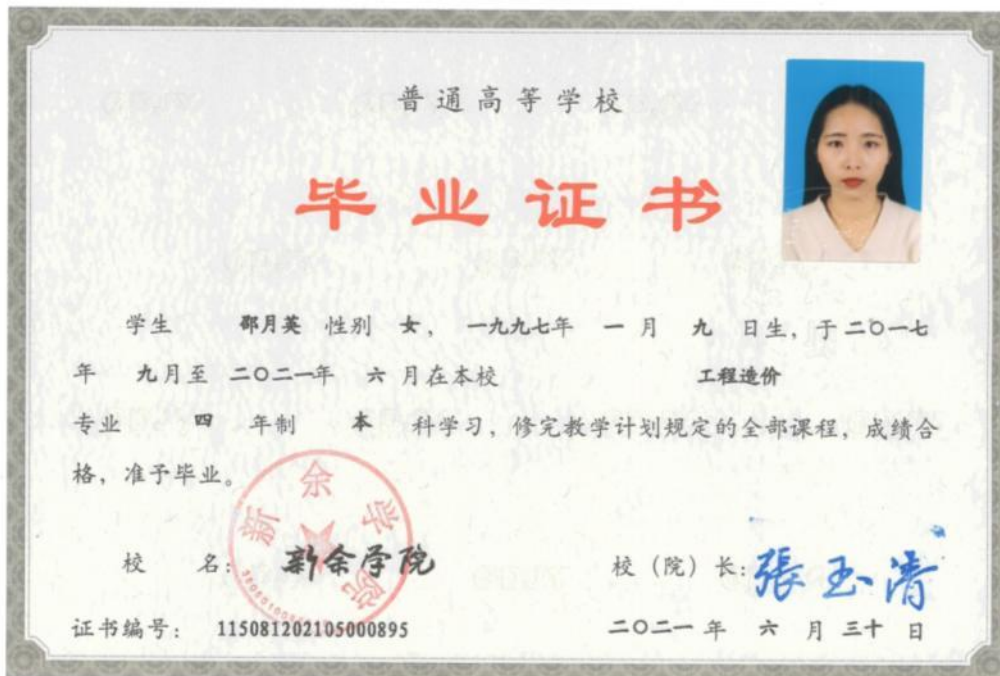 普通高等学校
毕业证书
学生 邵月英 性别 女， 一九九七年 一 月 九 日生，于二〇一七
年 九月至 二〇二一年 六 月在本校 工程造价
专业 四 年制 本 科学习，修完教学计划规定的全部课程，成绩合
格，准予毕业。
新余学院
校 名：新余学院 校（院）长：張玉清
证书编号： 115081202105000895 二〇二一 年 六 月 三十 日